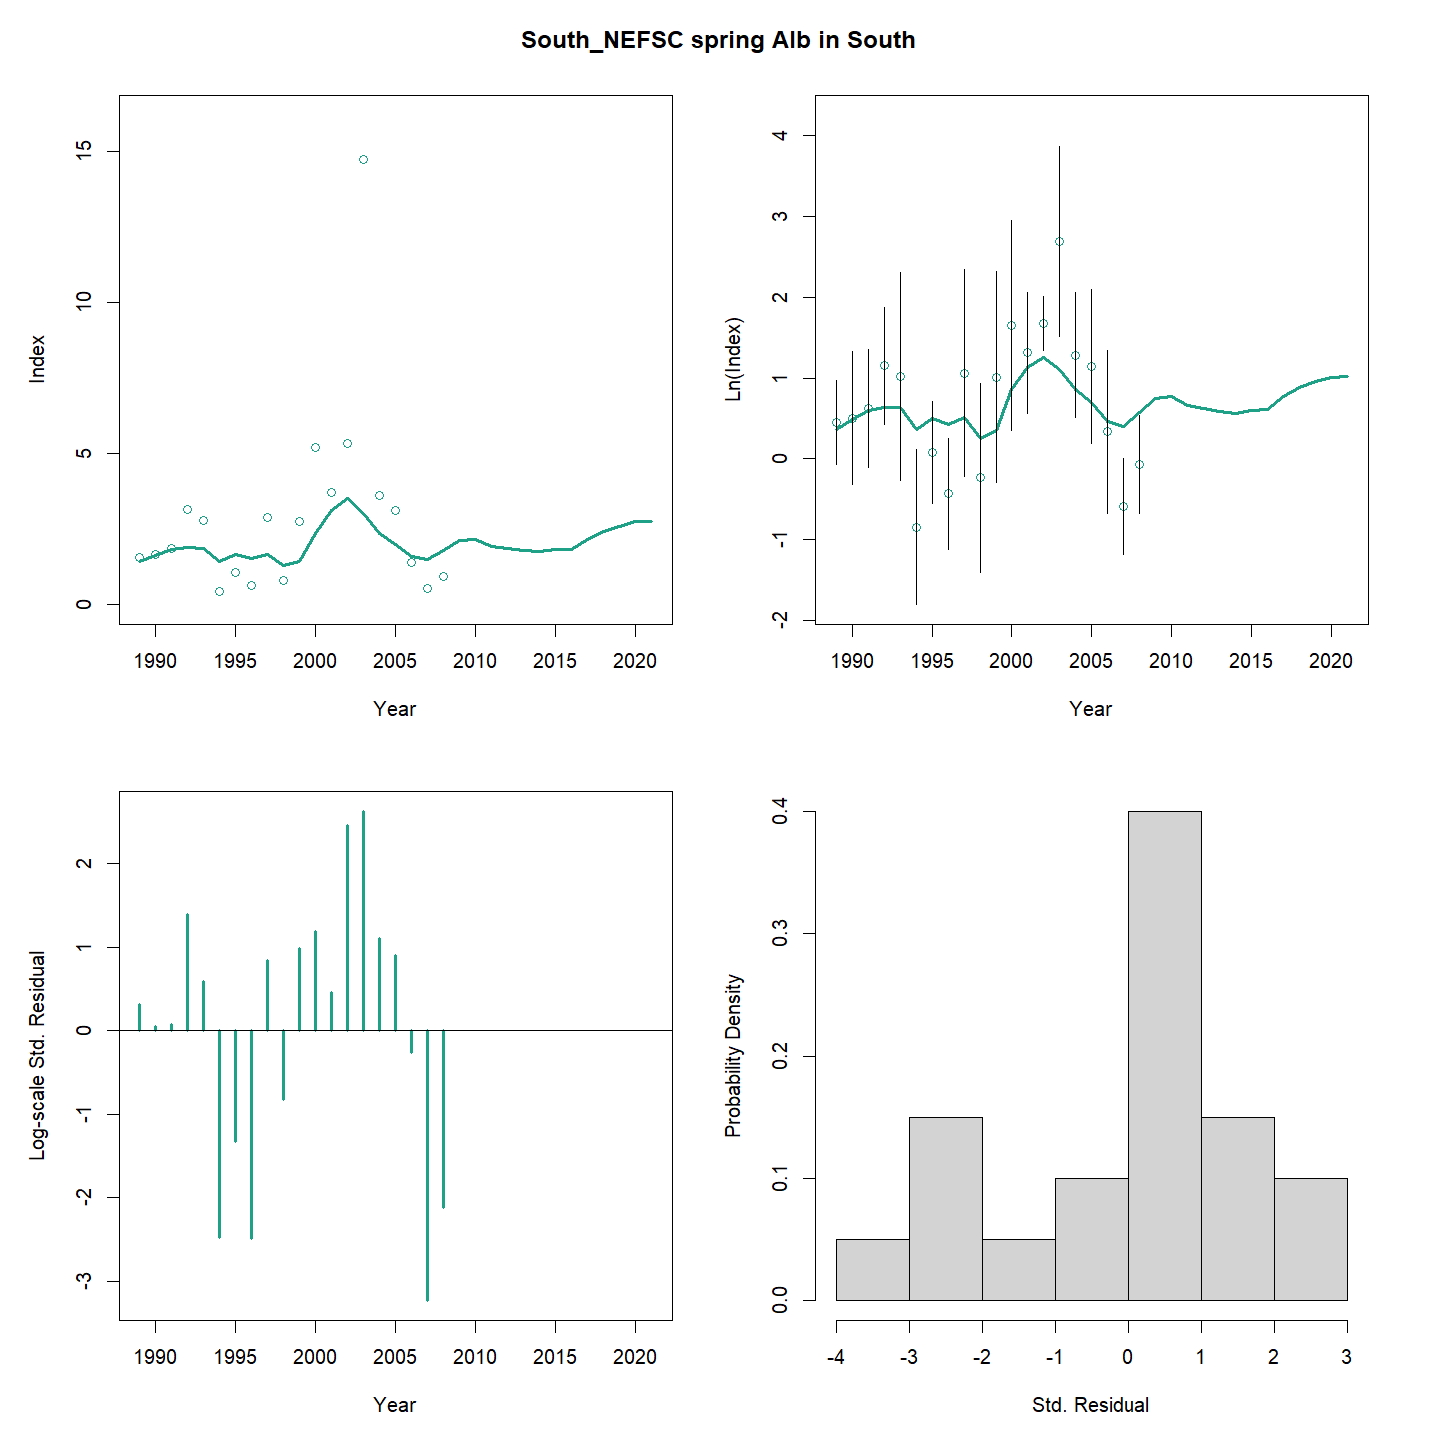 South_NEFSC spring Alb in South
Index
0
5
10
15
1990 1995 2000 2005 2010 2015 2020
Year
Ln(Index)
-2
-1
0
1
2
3
4
1990 1995 2000 2005 2010 2015 2020
Year
Log-scale Std. Residual
-3
-2
-1
0
1
2
1990 1995 2000 2005 2010 2015 2020
Year
Probability Density
0.0
0.1
0.2
0.3
0.4
-4 -3 -2 -1 0 1 2 3
Std. Residual